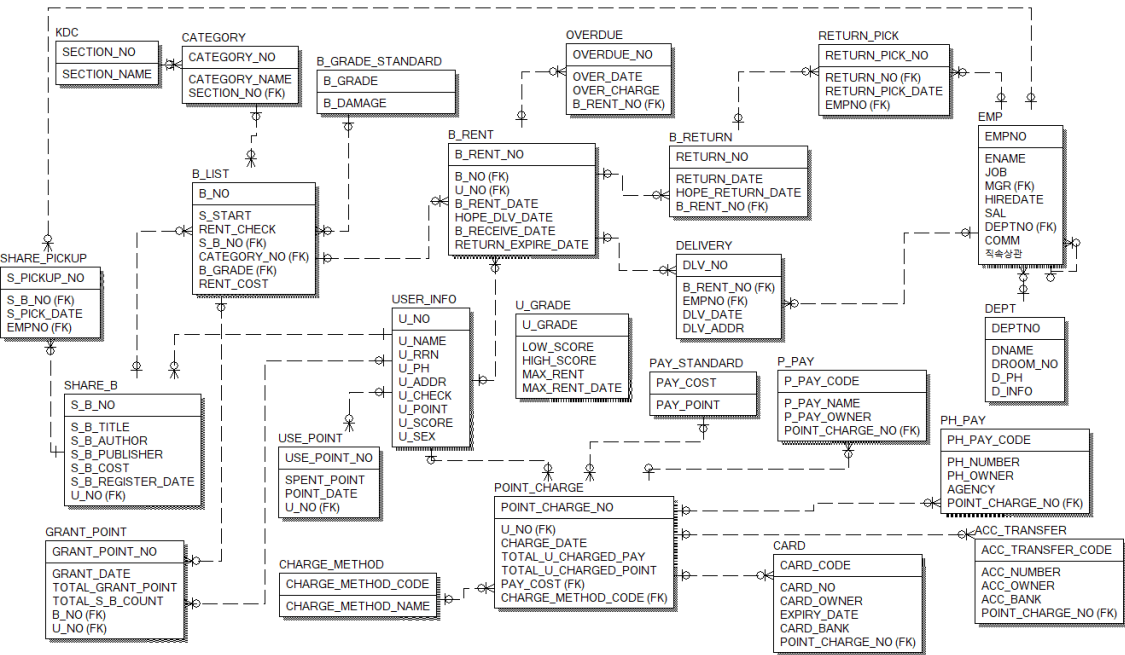 KDC
SECTION_NO
SECTION_NAME
CATEGORY
CATEGORY_NO
CATEGORY_NAME
SECTION_NO (FK)
B_GRADE_STANDARD
B_GRADE
B_DAMAGE
OVERDUE
OVERDUE_NO
OVER_DATE
OVER_CHARGE
B_RENT_NO (FK)
RETURN_PICK
RETURN_PICK_NO
RETURN_NO (FK)
RETURN_PICK_DATE
EMPNO (FK)
EMP
EMPNO
ENAME
JOB
MGR (FK)
HIREDATE
SAL
DEPTNO (FK)
COMM
직속상관
B_RENT
B_RENT_NO
B_NO (FK)
U_NO (FK)
B_RENT_DATE
HOPE_DLV_DATE
B_RECEIVE_DATE
RETURN_EXPIRE_DATE
B_RETURN
RETURN_NO
RETURN_DATE
HOPE_RETURN_DATE
B_RENT_NO (FK)
B_LIST
B_NO
S_START
RENT_CHECK
S_B_NO (FK)
CATEGORY_NO (FK)
B_GRADE (FK)
RENT_COST
SHARE_PICKUP
S_PICKUP_NO
S_B_NO (FK)
S_PICK_DATE
EMPNO (FK)
DELIVERY
DLV_NO
B_RENT_NO (FK)
EMPNO (FK)
DLV_DATE
DLV_ADDR
USER_INFO
U_NO
U_NAME
U_RRN
U_PH
U_ADDR
U_CHECK
U_POINT
U_SCORE
U_SEX
U_GRADE
U_GRADE
LOW_SCORE
HIGH_SCORE
MAX_RENT
MAX_RENT_DATE
DEPT
DEPTNO
DNAME
DROOM_NO
D_PH
D_INFO
PAY_STANDARD
PAY_COST
PAY_POINT
P_PAY
P_PAY_CODE
P_PAY_NAME
P_PAY_OWNER
POINT_CHARGE_NO (FK)
SHARE_B
S_B_NO
S_B_TITLE
S_B_AUTHOR
S_B_PUBLISHER
S_B_COST
S_B_REGISTER_DATE
U_NO (FK)
USE_POINT
USE_POINT_NO
SPENT_POINT
POINT_DATE
U_NO (FK)
PH_PAY
PH_PAY_CODE
PH_NUMBER
PH_OWNER
AGENCY
POINT_CHARGE_NO (FK)
POINT_CHARGE
POINT_CHARGE_NO
U_NO (FK)
CHARGE_DATE
TOTAL_U_CHARGED_PAY
TOTAL_U_CHARGED_POINT
PAY_COST (FK)
CHARGE_METHOD_CODE (FK)
GRANT_POINT
GRANT_POINT_NO
GRANT_DATE
TOTAL_GRANT_POINT
TOTAL_S_B_COUNT
B_NO (FK)
U_NO (FK)
CHARGE_METHOD
CHARGE_METHOD_CODE
CHARGE_METHOD_NAME
CARD
CARD_CODE
CARD_NO
CARD_OWNER
EXPIRY_DATE
CARD_BANK
POINT_CHARGE_NO (FK)
ACC_TRANSFER
ACC_TRANSFER_CODE
ACC_NUMBER
ACC_OWNER
ACC_BANK
POINT_CHARGE_NO (FK)